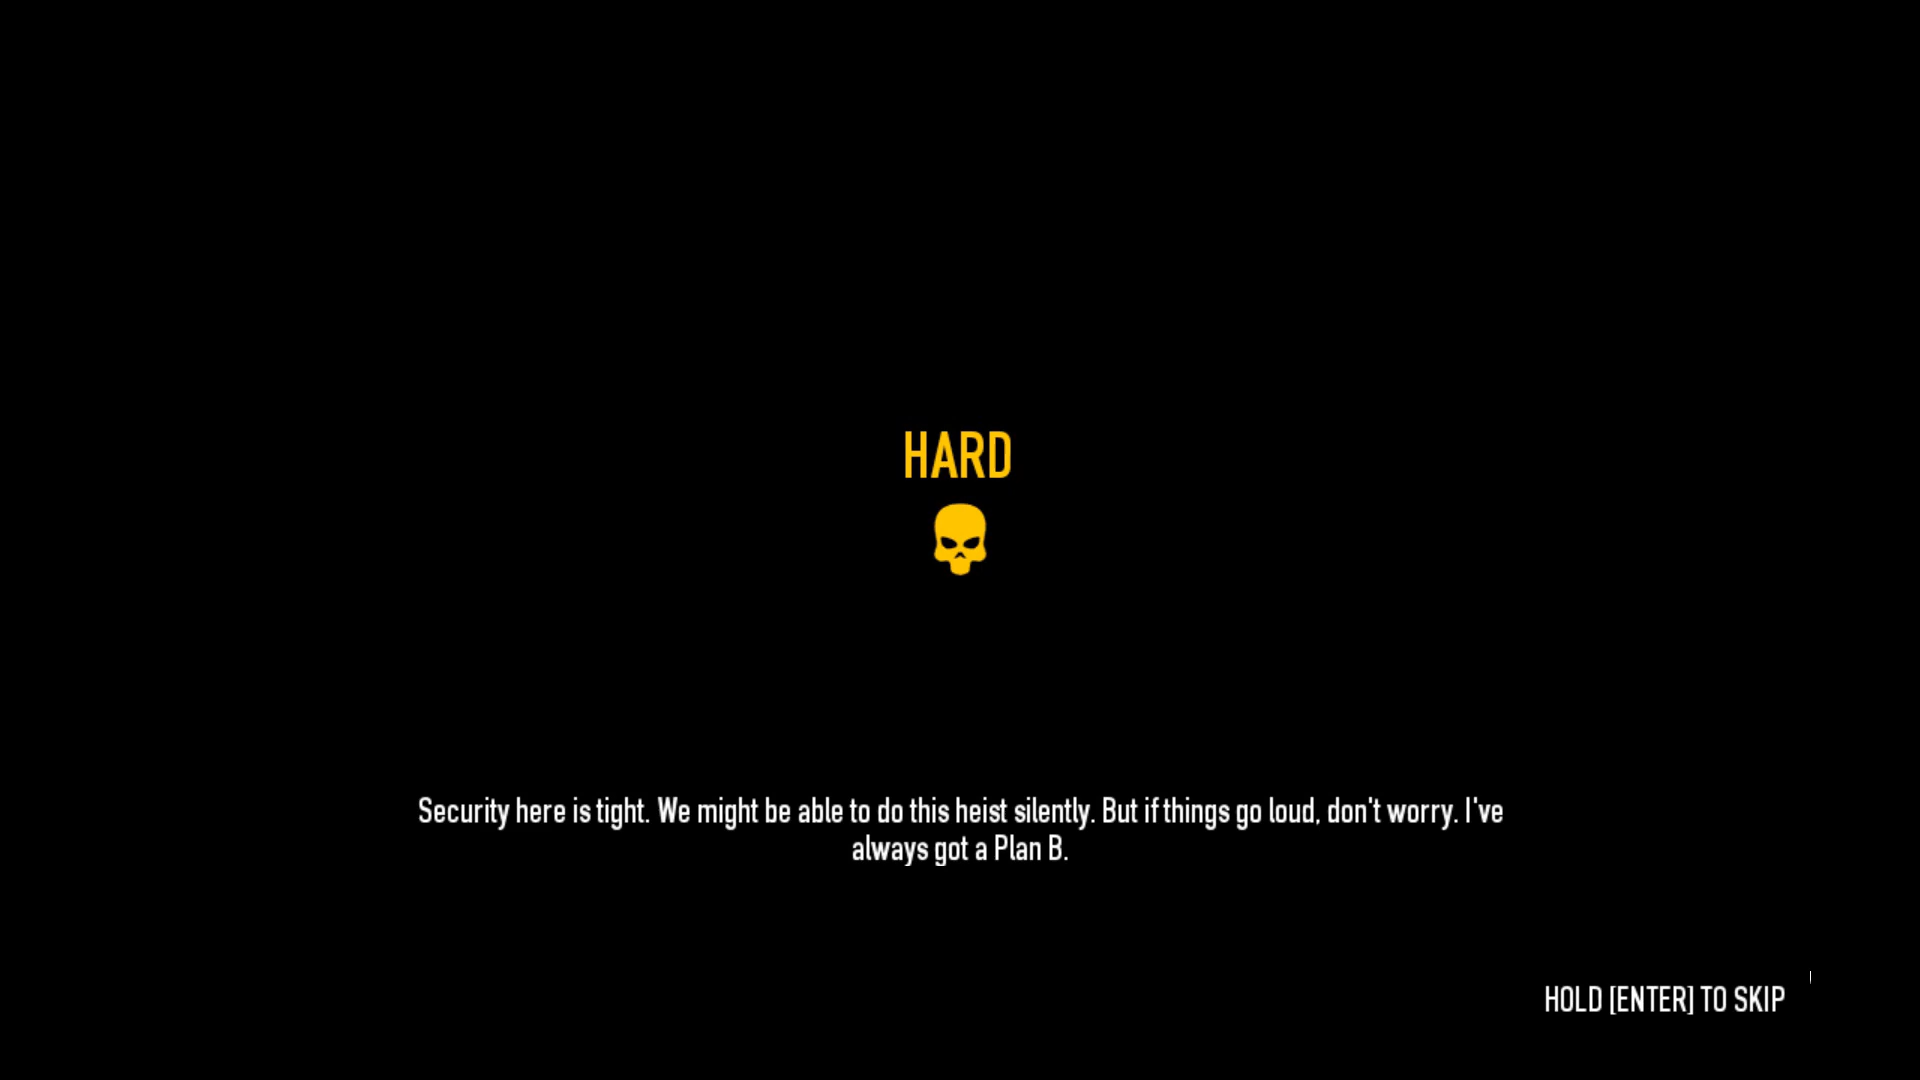 HARD
Security here is tight. We might be able to do this heist silently. But if things go loud, don't worry. I've
always got a Plan B.
HOLD [ENTER] TO SKIP